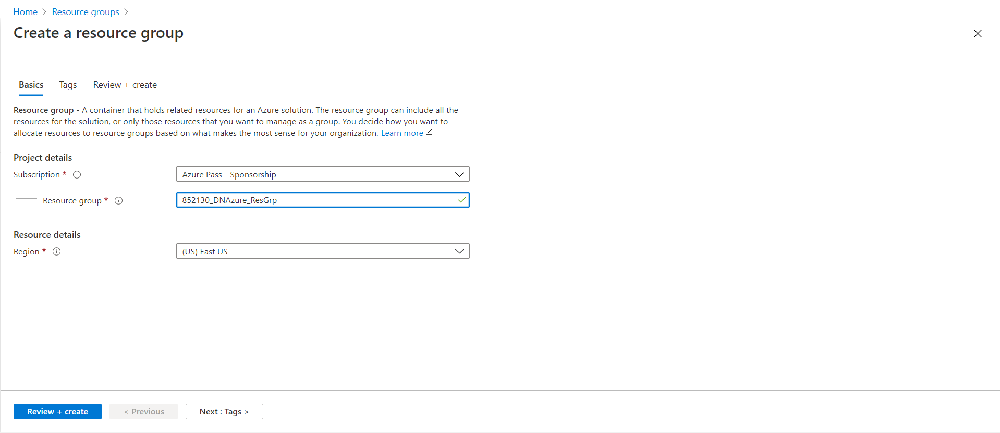 Home > Resource groups >
Create a resource group
Basics Tags Review + create
Resource group - A container that holds related resources for an Azure solution. The resource group can include all the
resources for the solution, or only those resources that you want to manage as a group. You decide how you want to
allocate resources to resource groups based on what makes the most sense for your organization. Learn more
Project details
Subscription *
Azure Pass - Sponsorship
Resource group *
852130_DNAzure_ResGrp
Resource details
Region *
(US) East US
Review + create
< Previous
Next : Tags >